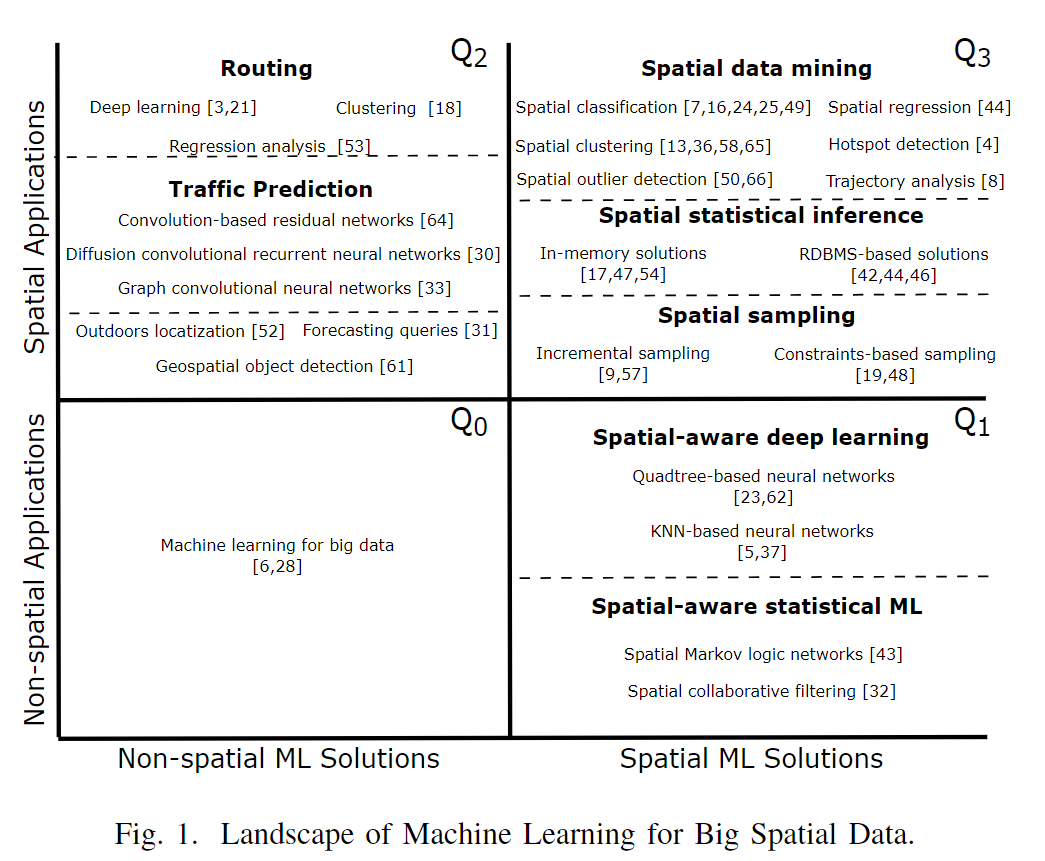 Spatial Applications
Q2
Routing
Deep learning [3,21]
Clustering [18]
Regression analysis [53]
Traffic Prediction
Convolution-based residual networks [64]
Diffusion convolutional recurrent neural networks [30]
Graph convolutional neural networks [33]
Outdoors locatization [52]
Forecasting queries [31]
Geospatial object detection [61]
Q3
Spatial data mining
Spatial classification [7,16,24,25,49]
Spatial regression [44]
Spatial clustering [13,36,58,65]
Hotspot detection [4]
Spatial outlier detection [50,66]
Trajectory analysis [8]
Spatial statistical inference
In-memory solutions
[17,47,54]
RDBMS-based solutions
[42,44,46]
Spatial sampling
Incremental sampling
[9,57]
Constraints-based sampling
[19,48]
Non-spatial Applications
Q0
Machine learning for big data
[6,28]
Q1
Spatial-aware deep learning
Quadtree-based neural networks
[23,62]
KNN-based neural networks
[5,37]
Spatial-aware statistical ML
Spatial Markov logic networks [43]
Spatial collaborative filtering [32]
Non-spatial ML Solutions
Spatial ML Solutions
Fig. 1. Landscape of Machine Learning for Big Spatial Data.